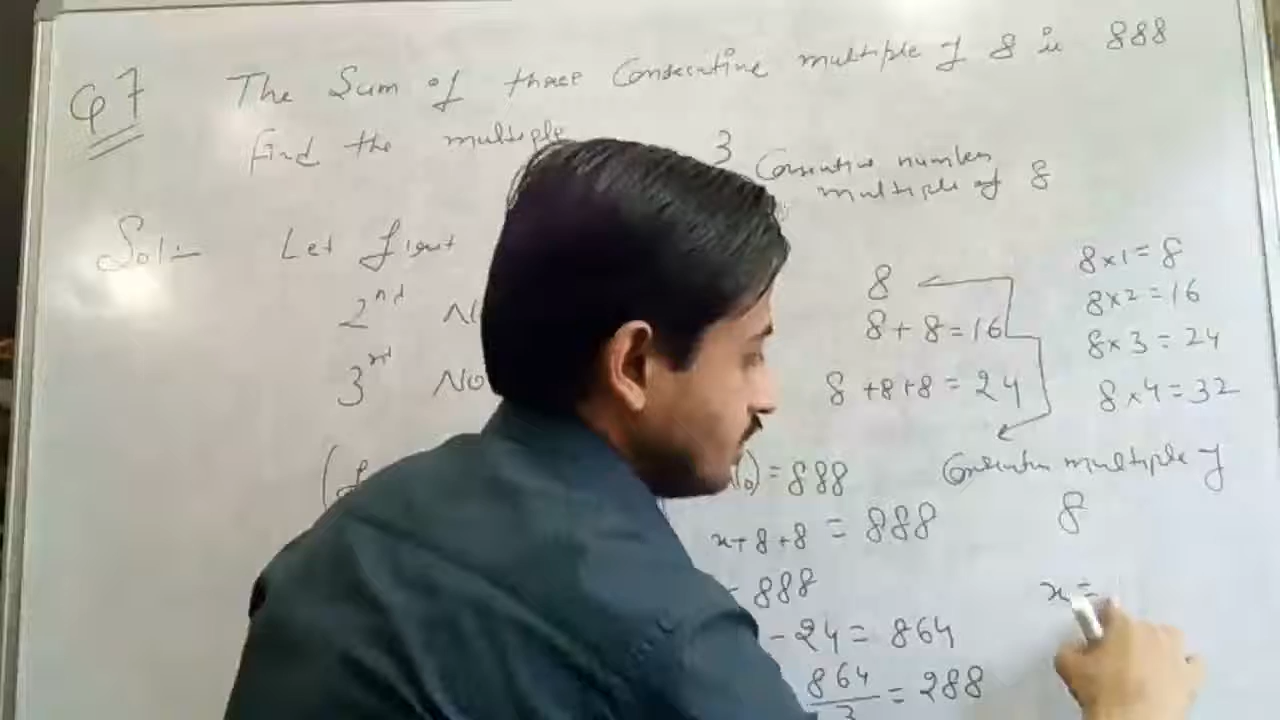 Q7 The Sum of three Consecutive multiple of 8 is 888
Find the multiple
3 Consecutive number
multiple of 8
Sol:- Let first
2nd
3rd No
8
8 + 8 = 16
8 + 8 + 8 = 24
8 × 1 = 8
8 × 2 = 16
8 × 3 = 24
8 × 4 = 32
Consecutive multiple of
8
= 888
x + 8 + 8 = 888
= 888
- 24 = 864
864/3 = 288
x =